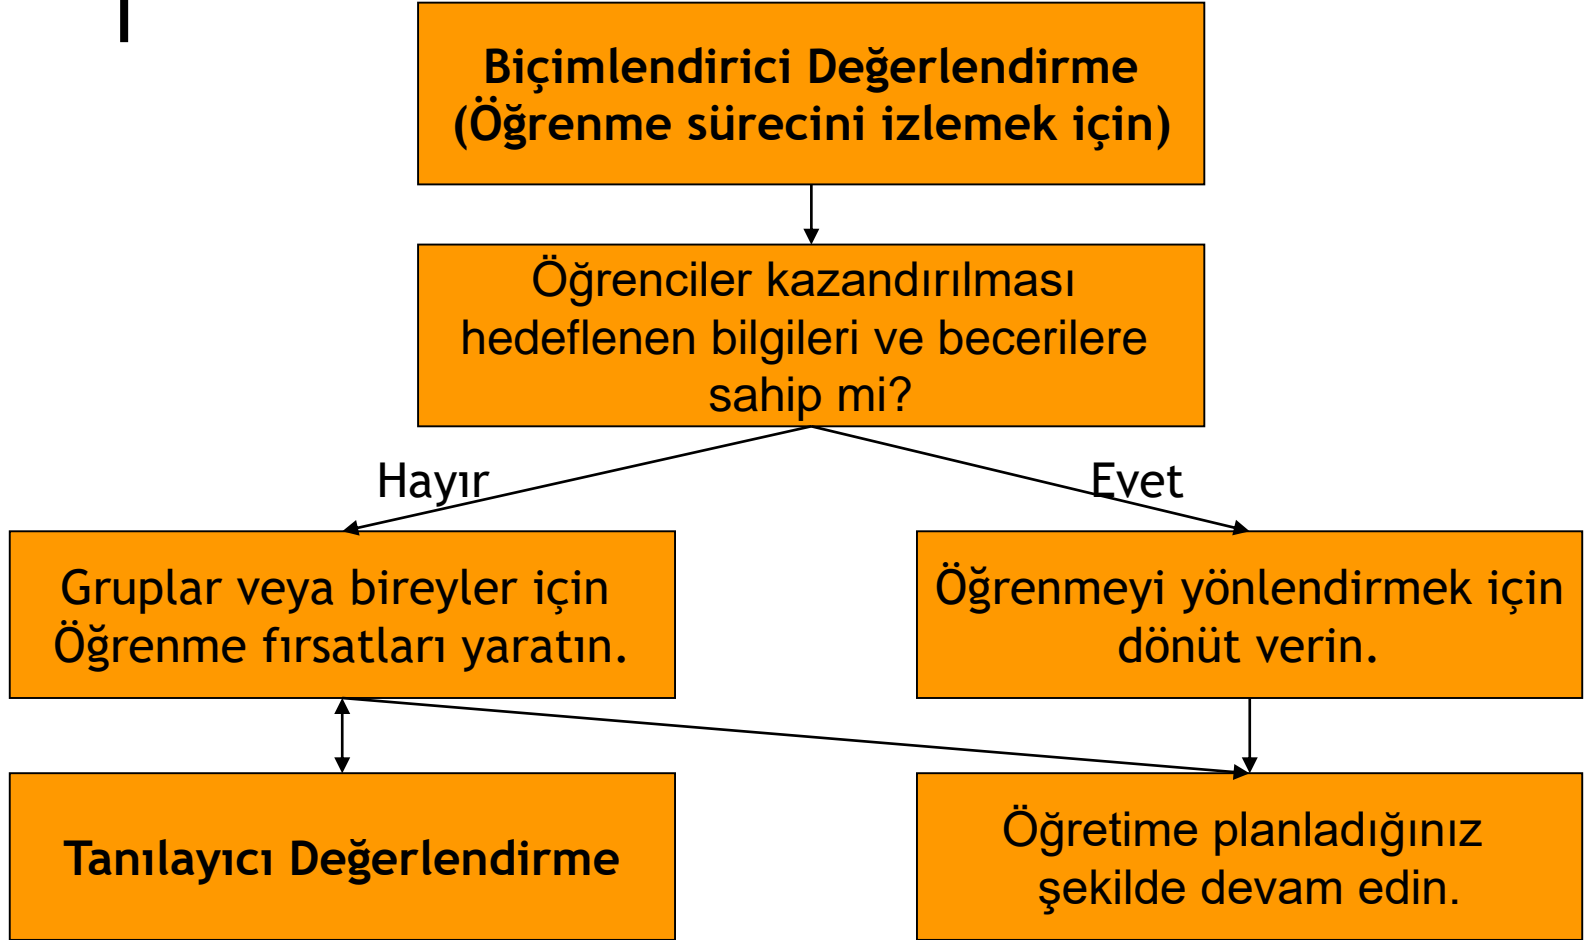 Biçimlendirici Değerlendirme
(Öğrenme sürecini izlemek için)
Öğrenciler kazandırılması
hedeflenen bilgileri ve becerilere
sahip mi?
Hayır
Evet
Gruplar veya bireyler için
Öğrenme fırsatları yaratın.
Öğrenmeyi yönlendirmek için
dönüt verin.
Tanılayıcı Değerlendirme
Öğretime planladığınız
şekilde devam edin.